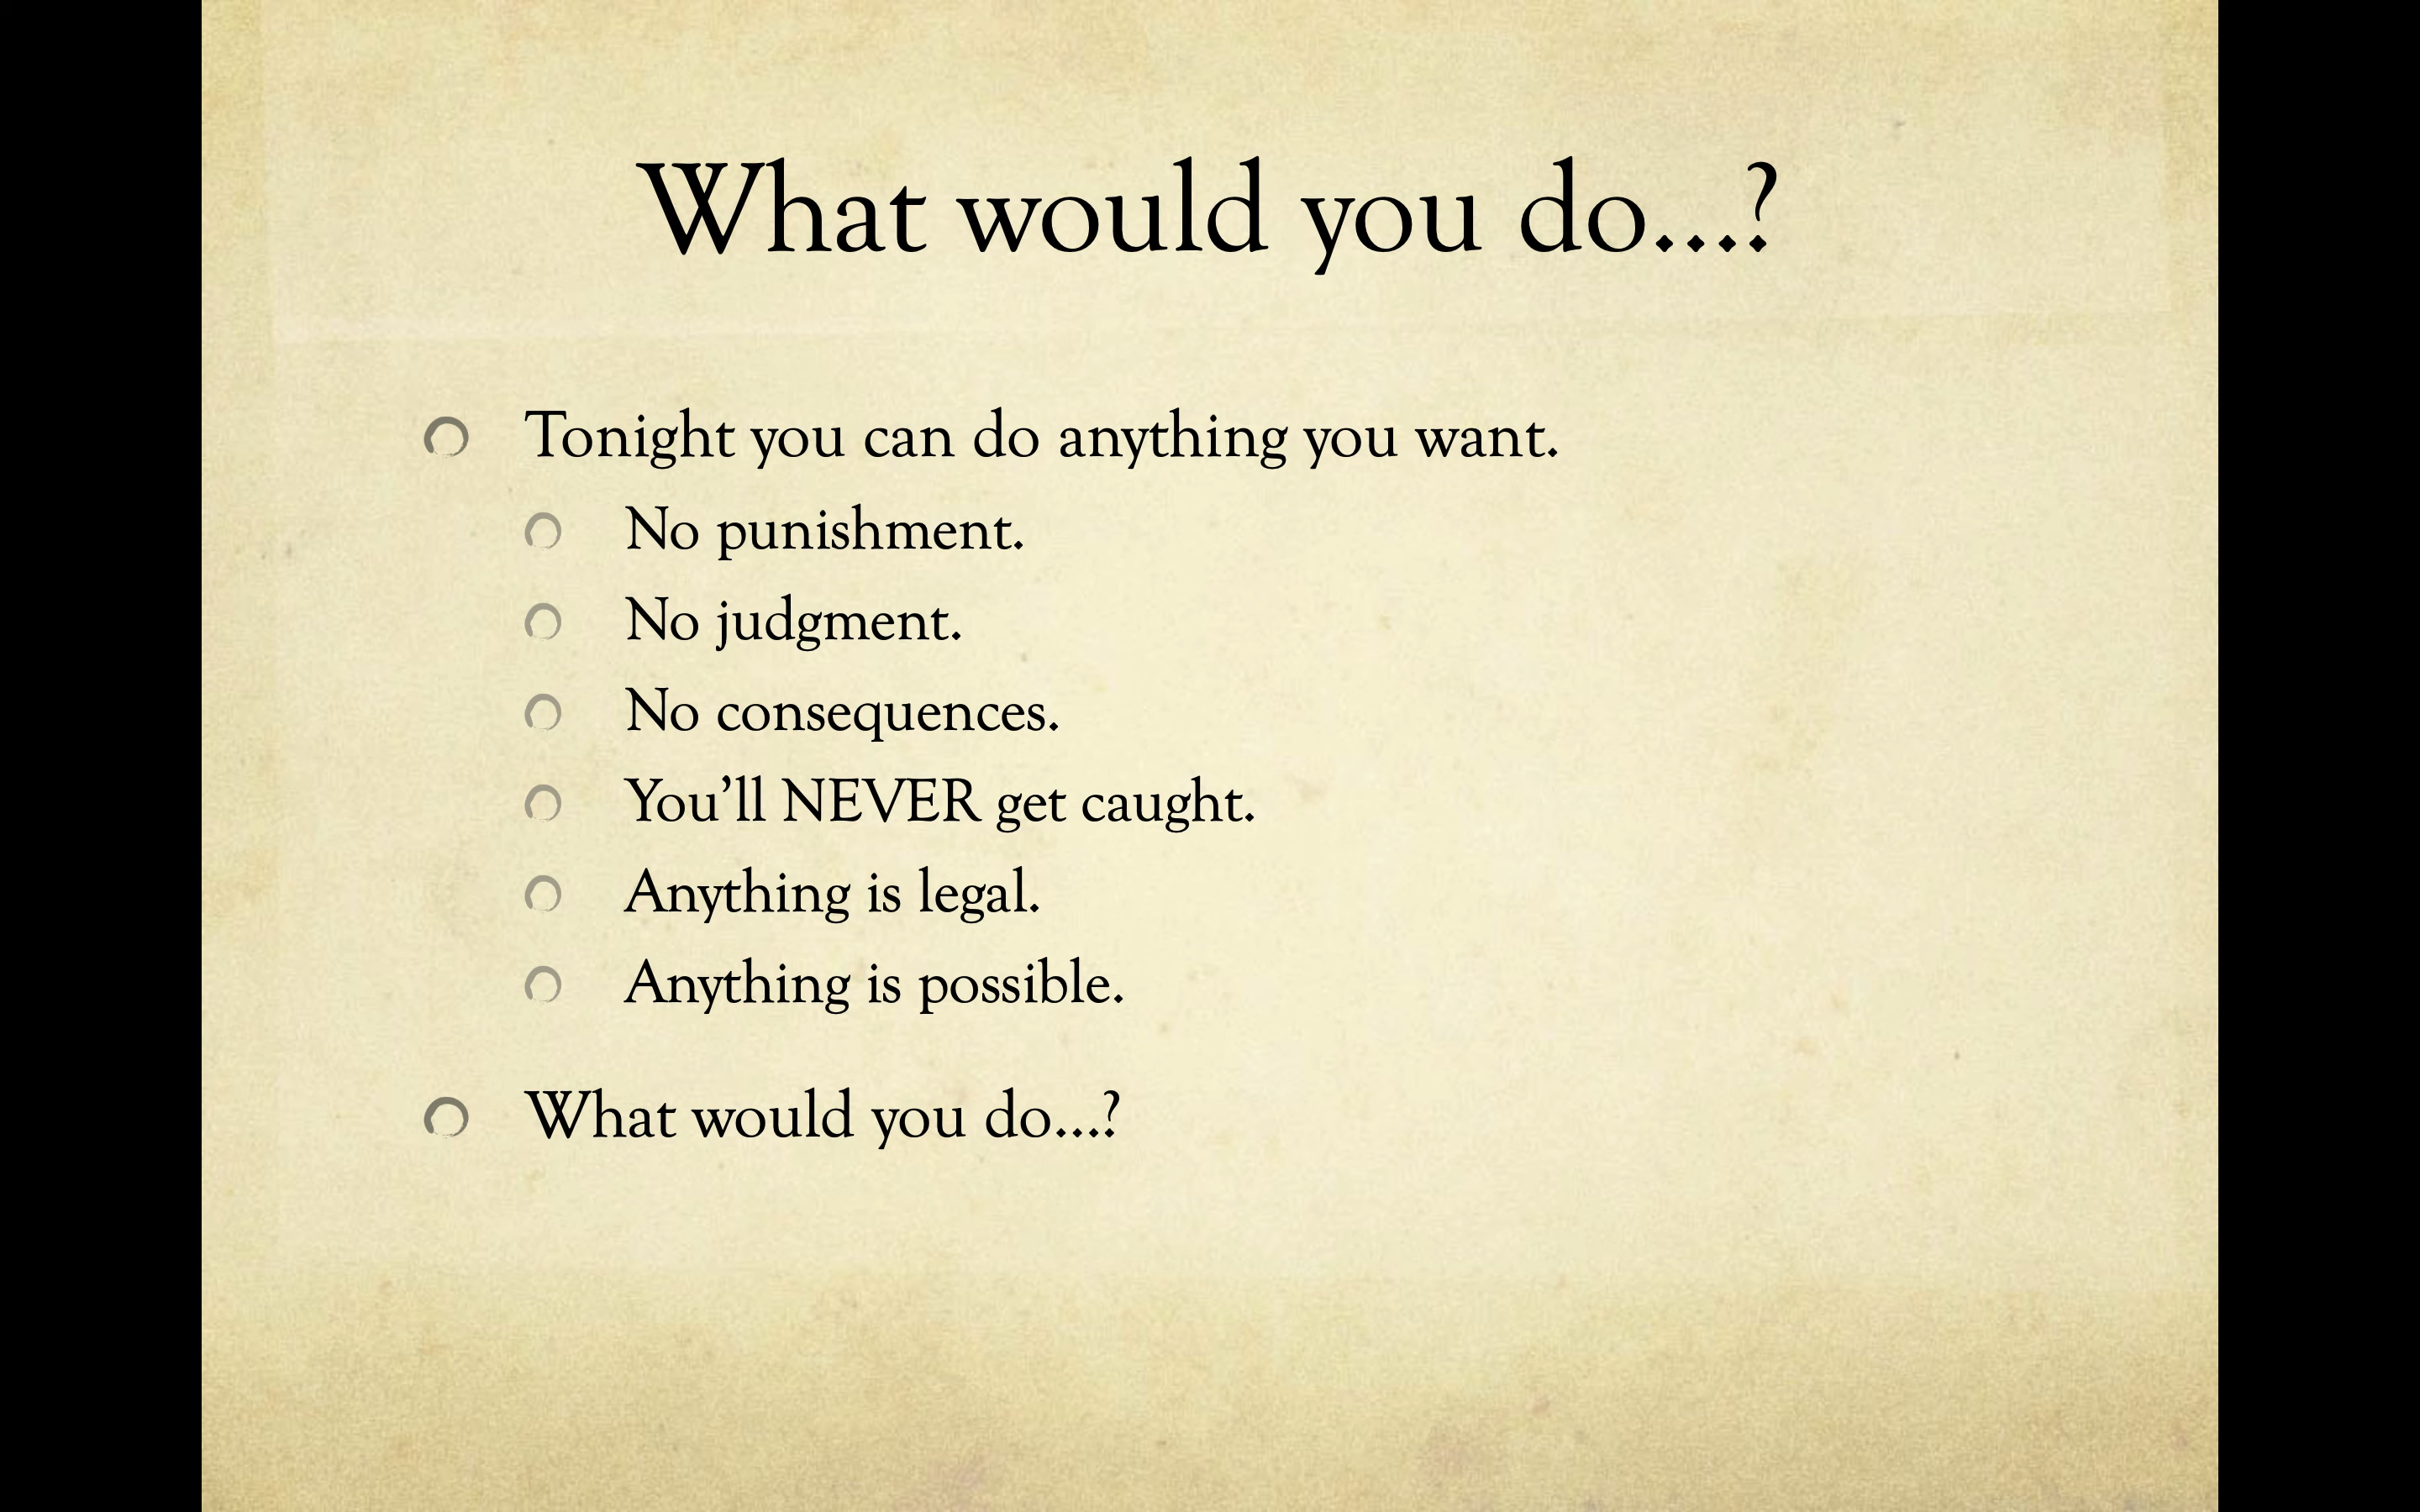 What would you do...?
Tonight you can do anything you want.
No punishment.
No judgment.
No consequences.
You’ll NEVER get caught.
Anything is legal.
Anything is possible.
What would you do...?